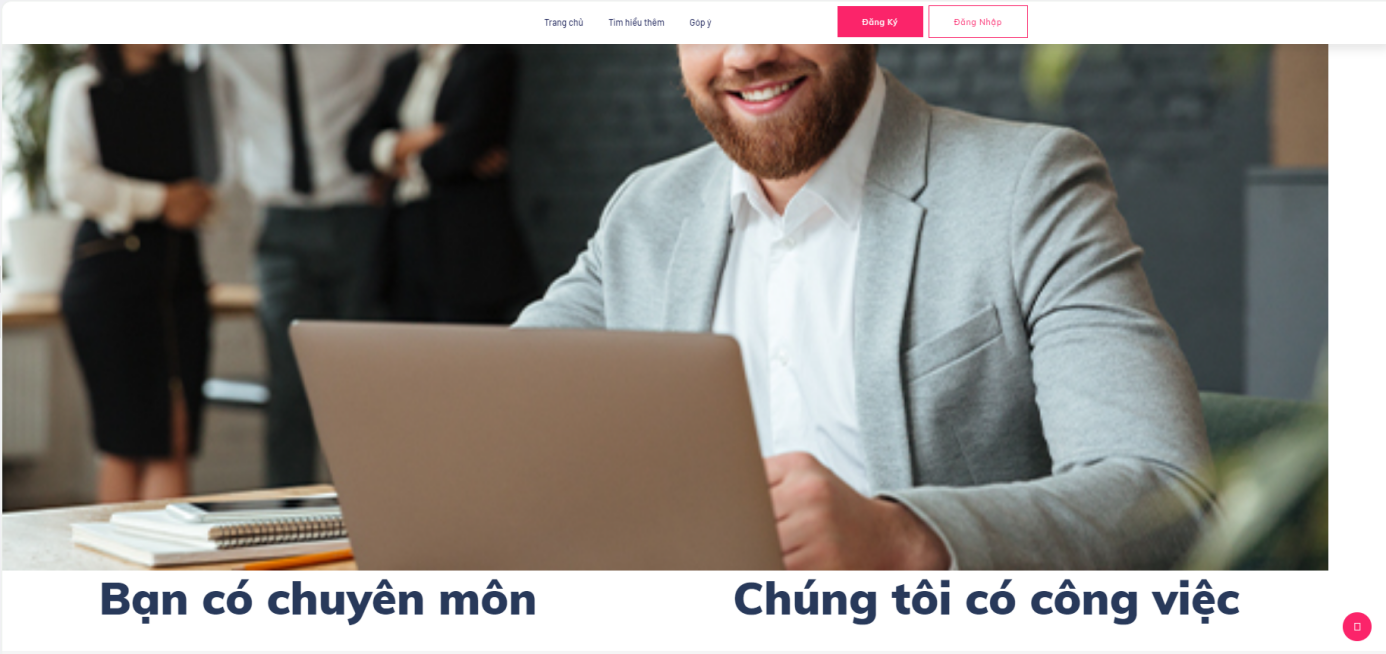 Trang chủ Tìm hiểu thêm Góp ý Đăng Ký Đăng Nhập
Bạn có chuyên môn Chúng tôi có công việc